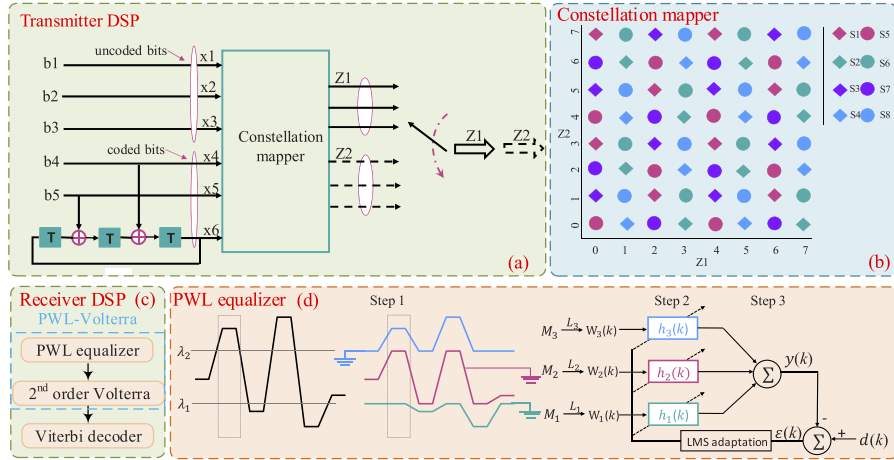 Transmitter DSP
uncoded bits
b1
x1
b2
x2
b3
x3
coded bits
b4
x4
b5
x5
T
T
T
x6
Constellation
mapper
Z1
Z2
Z1
Z2
(a)
Constellation mapper
Z2
7
6
5
4
3
2
1
0
0 1 2 3 4 5 6 7
Z1
S1 S5
S2 S6
S3 S7
S4 S8
(b)
Receiver DSP (c)
PWL-Volterra
PWL equalizer
2nd order Volterra
Viterbi decoder
PWL equalizer (d)
λ2
λ1
Step 1
Step 2
Step 3
M3 L3 W3(k) h3(k)
M2 L2 W2(k) h2(k)
M1 L1 W1(k) h1(k)
Σ
y(k)
-
LMS adaptation
ε(k)
Σ
+
d(k)